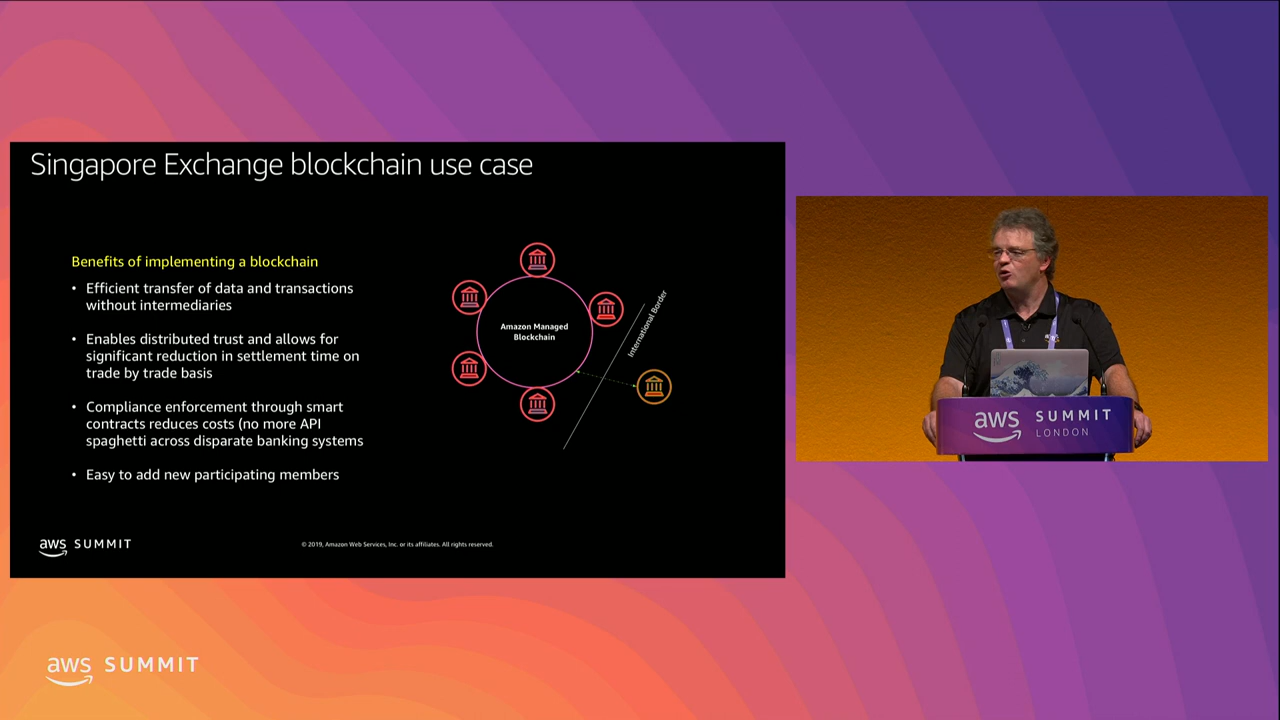 Singapore Exchange blockchain use case
Benefits of implementing a blockchain
• Efficient transfer of data and transactions
without intermediaries
• Enables distributed trust and allows for
significant reduction in settlement time on
trade by trade basis
• Compliance enforcement through smart
contracts reduces costs (no more API
spaghetti across disparate banking systems
• Easy to add new participating members
Amazon Managed
Blockchain
International Border
aws SUMMIT
© 2019, Amazon Web Services, Inc. or its affiliates. All rights reserved.
aws SUMMIT
LONDON
aws SUMMIT